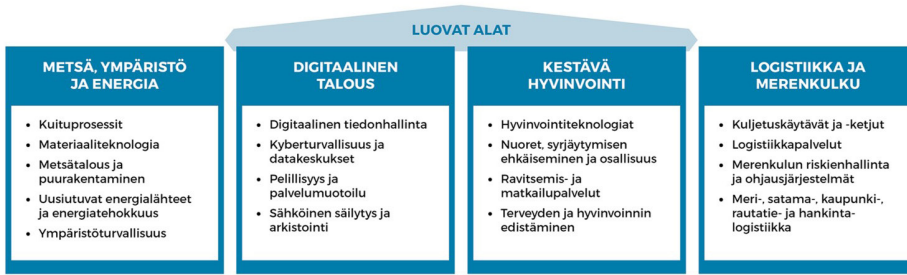 LUOVAT ALAT
METSÄ, YMPÄRISTÖ
JA ENERGIA
• Kuituprosessit
• Materiaaliteknologia
• Metsätalous ja
puurakentaminen
• Uusiutuvat energialähteet
ja energiatehokkuus
• Ympäristöturvallisuus
DIGITAALINEN
TALOUS
• Digitaalinen tiedonhallinta
• Kyberturvallisuus ja
datakeskukset
• Pelillisyys ja
palvelumuotoilu
• Sähköinen säilytys ja
arkistointi
KESTÄVÄ
HYVINVOINTI
• Hyvinvointiteknologiat
• Nuoret, syrjäytymisen
ehkäiseminen ja osallisuus
• Ravitsemis- ja
matkailupalvelut
• Terveyden ja hyvinvoinnin
edistäminen
LOGISTIIKKA JA
MERENKULKU
• Kuljetuskäytävät ja -ketjut
• Logistiikkapalvelut
• Merenkulun riskienhallinta
ja ohjausjärjestelmät
• Meri-, satama-, kaupunki-,
rautatie- ja hankinta-
logistiikka